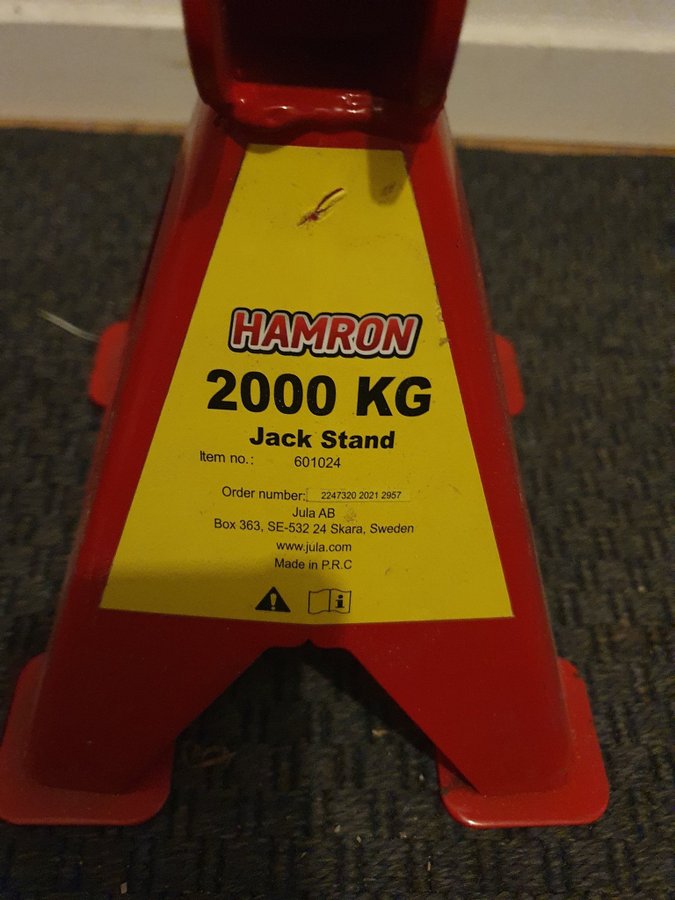 HAMRON
2000 KG
Jack Stand
Item no.: 601024
Order number: 2247320 2021 2957
Jula AB
Box 363, SE-532 24 Skara, Sweden
www.jula.com
Made in P.R.C
i